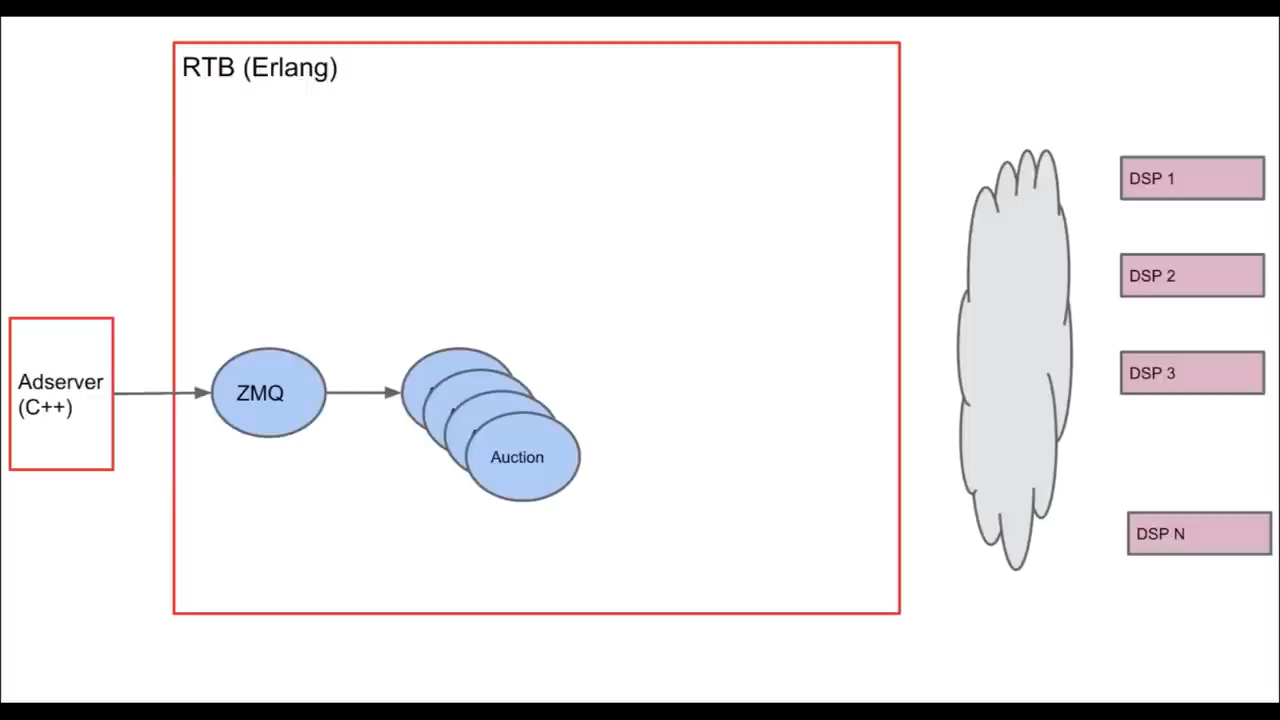 RTB (Erlang)
Adserver
(C++)
ZMQ
Auction
DSP 1
DSP 2
DSP 3
DSP N